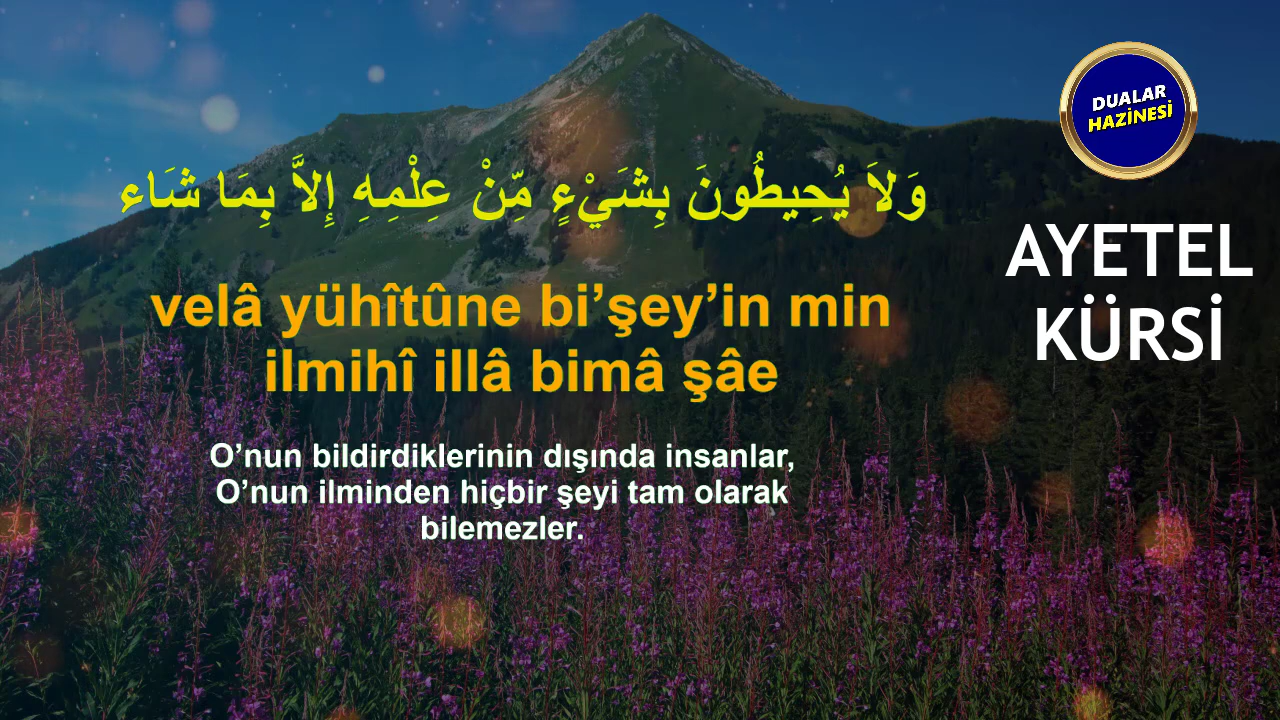 DUALAR
HAZİNESİ
AYETEL
KÜRSİ
وَلاَ يُحِيطُونَ بِشَيْءٍ مِّنْ عِلْمِهِ إِلاَّ بِمَا شَاء
velâ yühîtûne bi’şey’in min
ilmihî illâ bimâ şâe
O’nun bildirdiklerinin dışında insanlar,
O’nun ilminden hiçbir şeyi tam olarak
bilemezler.